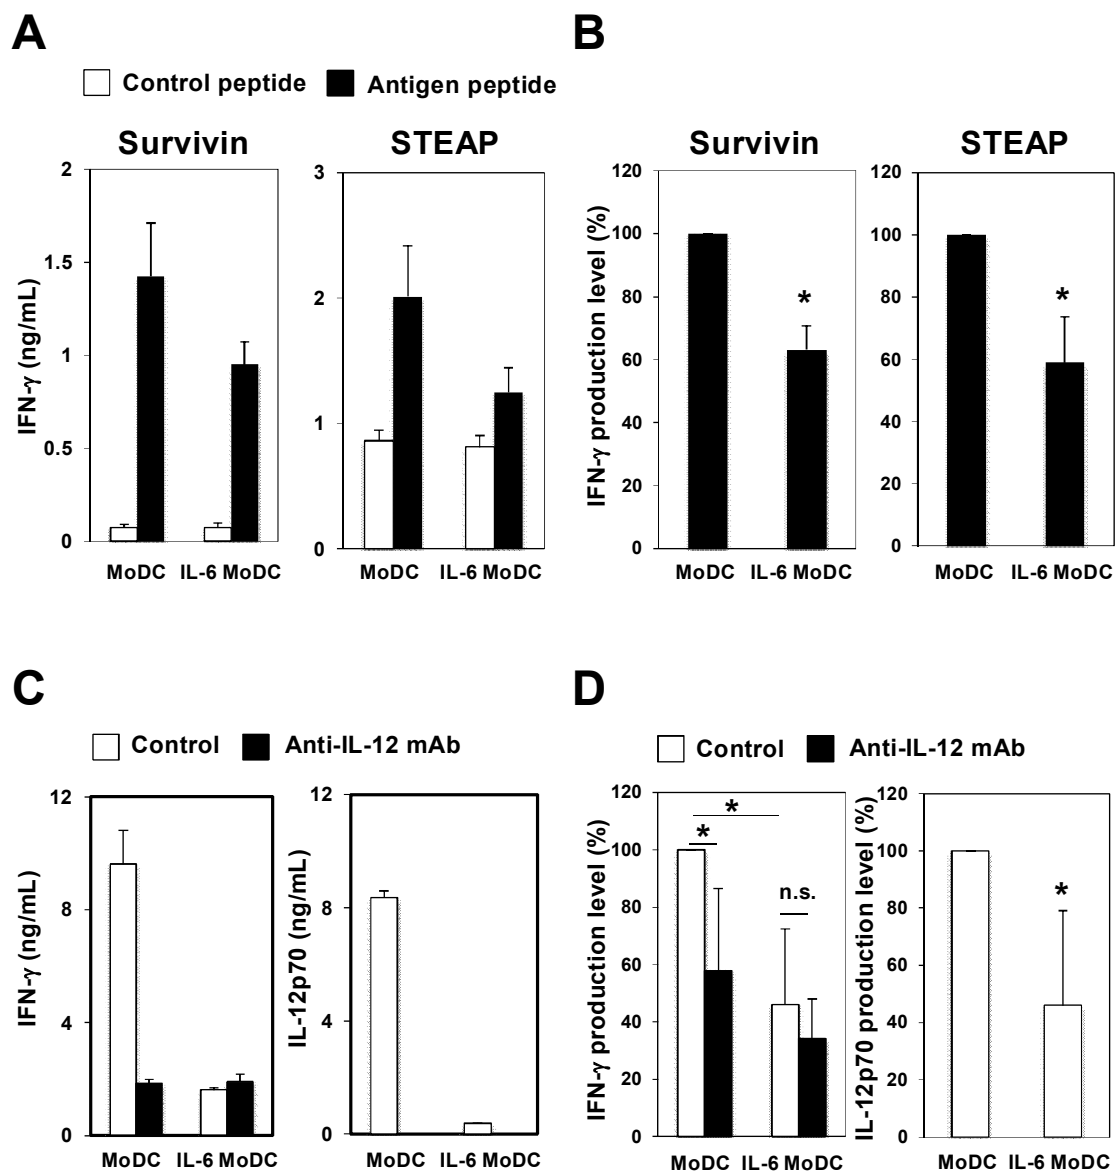 A
B
Control peptide
Antigen peptide
Survivin
STEAP
Survivin
STEAP
IFN-γ (ng/mL)
2
1.5
1
0.5
0
MoDC IL-6 MoDC
3
2
1
0
MoDC IL-6 MoDC
IFN-γ production level (%)
120
100
80
60
40
20
0
*
MoDC IL-6 MoDC
120
100
80
60
40
20
0
*
MoDC IL-6 MoDC
C
D
Control
Anti-IL-12 mAb
Control
Anti-IL-12 mAb
IFN-γ (ng/mL)
12
8
4
0
MoDC IL-6 MoDC
IL-12p70 (ng/mL)
12
8
4
0
MoDC IL-6 MoDC
IFN-γ production level (%)
120
100
80
60
40
20
0
*
*
n.s.
MoDC IL-6 MoDC
IL-12p70 production level (%)
120
100
80
60
40
20
0
*
MoDC IL-6 MoDC